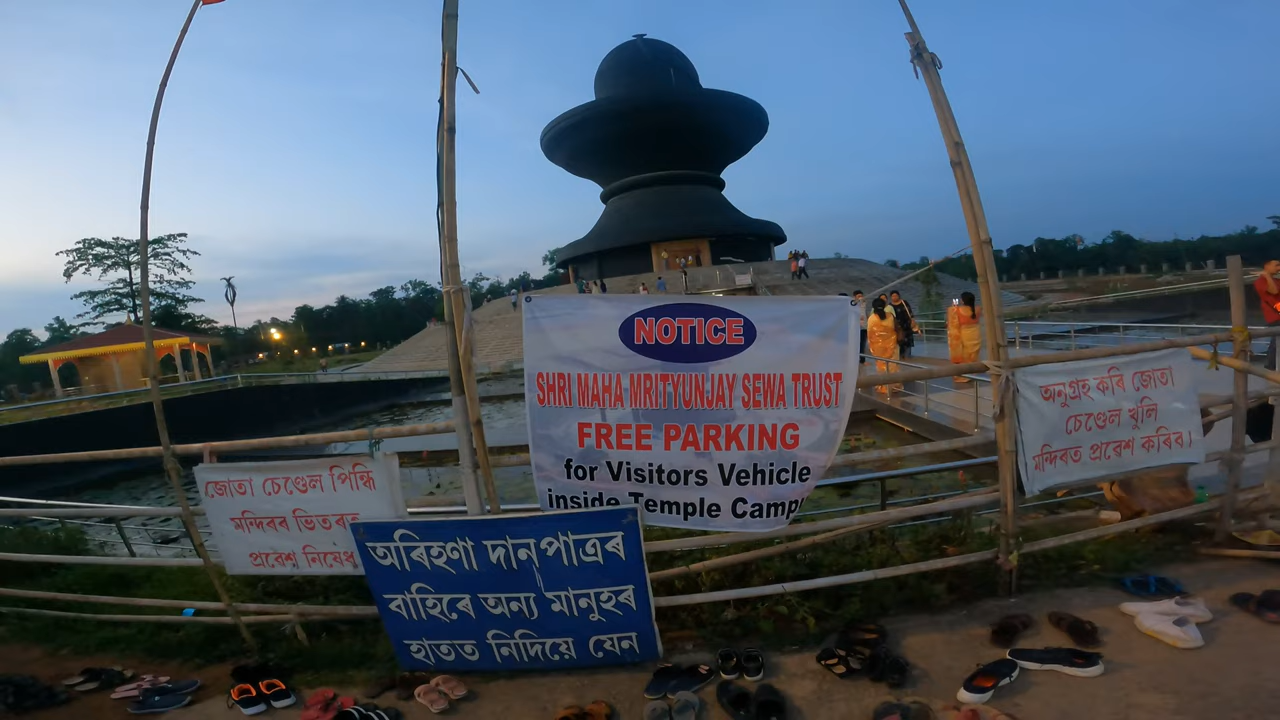 NOTICE
SHRI MAHA MRITYUNJAY SEWA TRUST
FREE PARKING
for Visitors Vehicle
inside Temple Camp
জোতা চেণ্ডেল পিন্ধি
মন্দিৰৰ ভিতৰত
প্ৰৱেশ নিষেধ
অৰিহণা দানপাত্ৰৰ
বাহিৰে অন্য মানুহৰ
হাতত নিদিয়ে যেন
অনুগ্ৰহ কৰি জোতা
চেণ্ডেল খুলি
মন্দিৰত প্ৰৱেশ কৰিব।